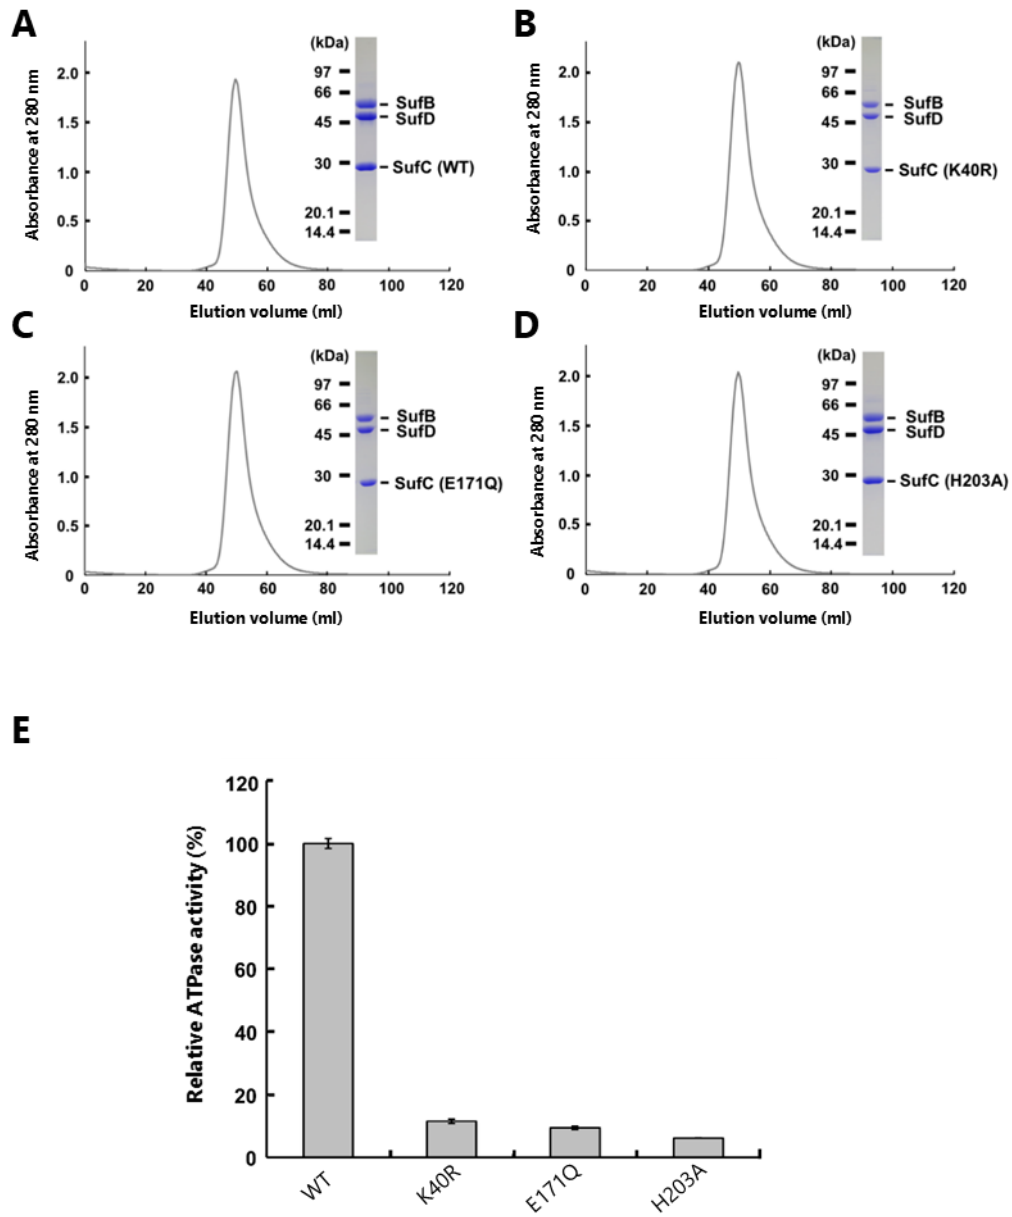 A
Absorbance at 280 nm
2.0
1.5
1.0
0.5
0
0 20 40 60 80 100 120
Elution volume (ml)
(kDa)
97
66
45
30
20.1
14.4
SufB
SufD
SufC (WT)
B
Absorbance at 280 nm
2.0
1.5
1.0
0.5
0
0 20 40 60 80 100 120
Elution volume (ml)
(kDa)
97
66
45
30
20.1
14.4
SufB
SufD
SufC (K40R)
C
Absorbance at 280 nm
2.0
1.5
1.0
0.5
0
0 20 40 60 80 100 120
Elution volume (ml)
(kDa)
97
66
45
30
20.1
14.4
SufB
SufD
SufC (E171Q)
D
Absorbance at 280 nm
2.0
1.5
1.0
0.5
0
0 20 40 60 80 100 120
Elution volume (ml)
(kDa)
97
66
45
30
20.1
14.4
SufB
SufD
SufC (H203A)
E
Relative ATPase activity (%)
120
100
80
60
40
20
0
WT K40R E171Q H203A